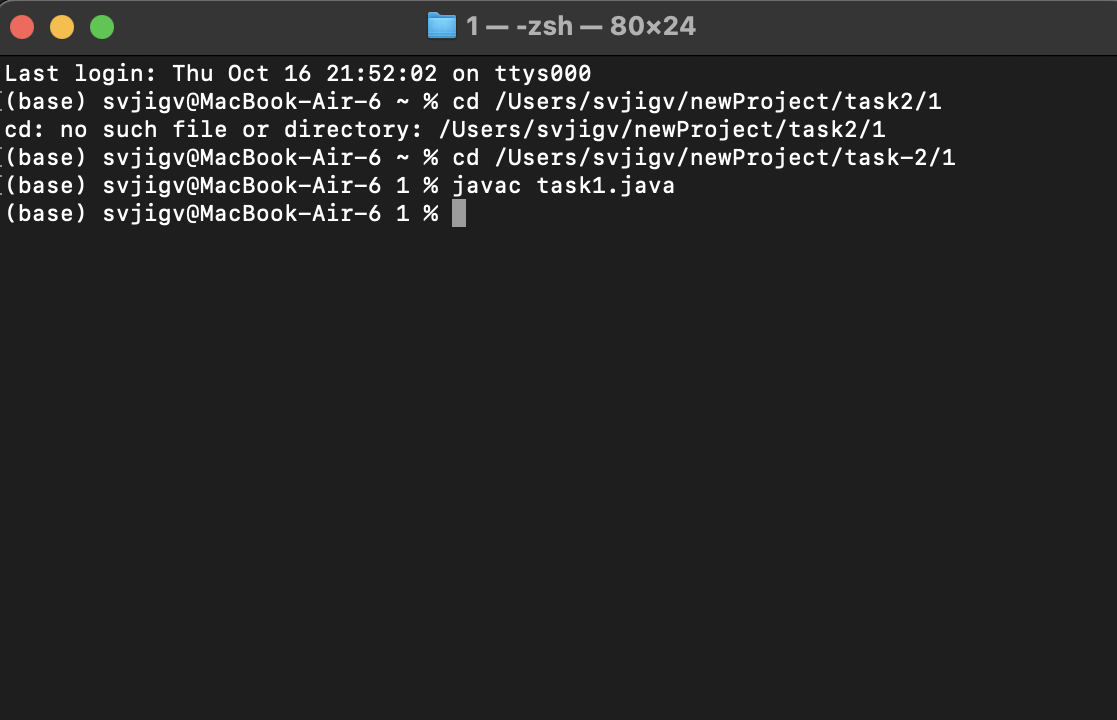 1 — -zsh — 80×24
Last login: Thu Oct 16 21:52:02 on ttys000
(base) svjigv@MacBook-Air-6 ~ % cd /Users/svjigv/newProject/task2/1
cd: no such file or directory: /Users/svjigv/newProject/task2/1
(base) svjigv@MacBook-Air-6 ~ % cd /Users/svjigv/newProject/task-2/1
(base) svjigv@MacBook-Air-6 1 % javac task1.java
(base) svjigv@MacBook-Air-6 1 %